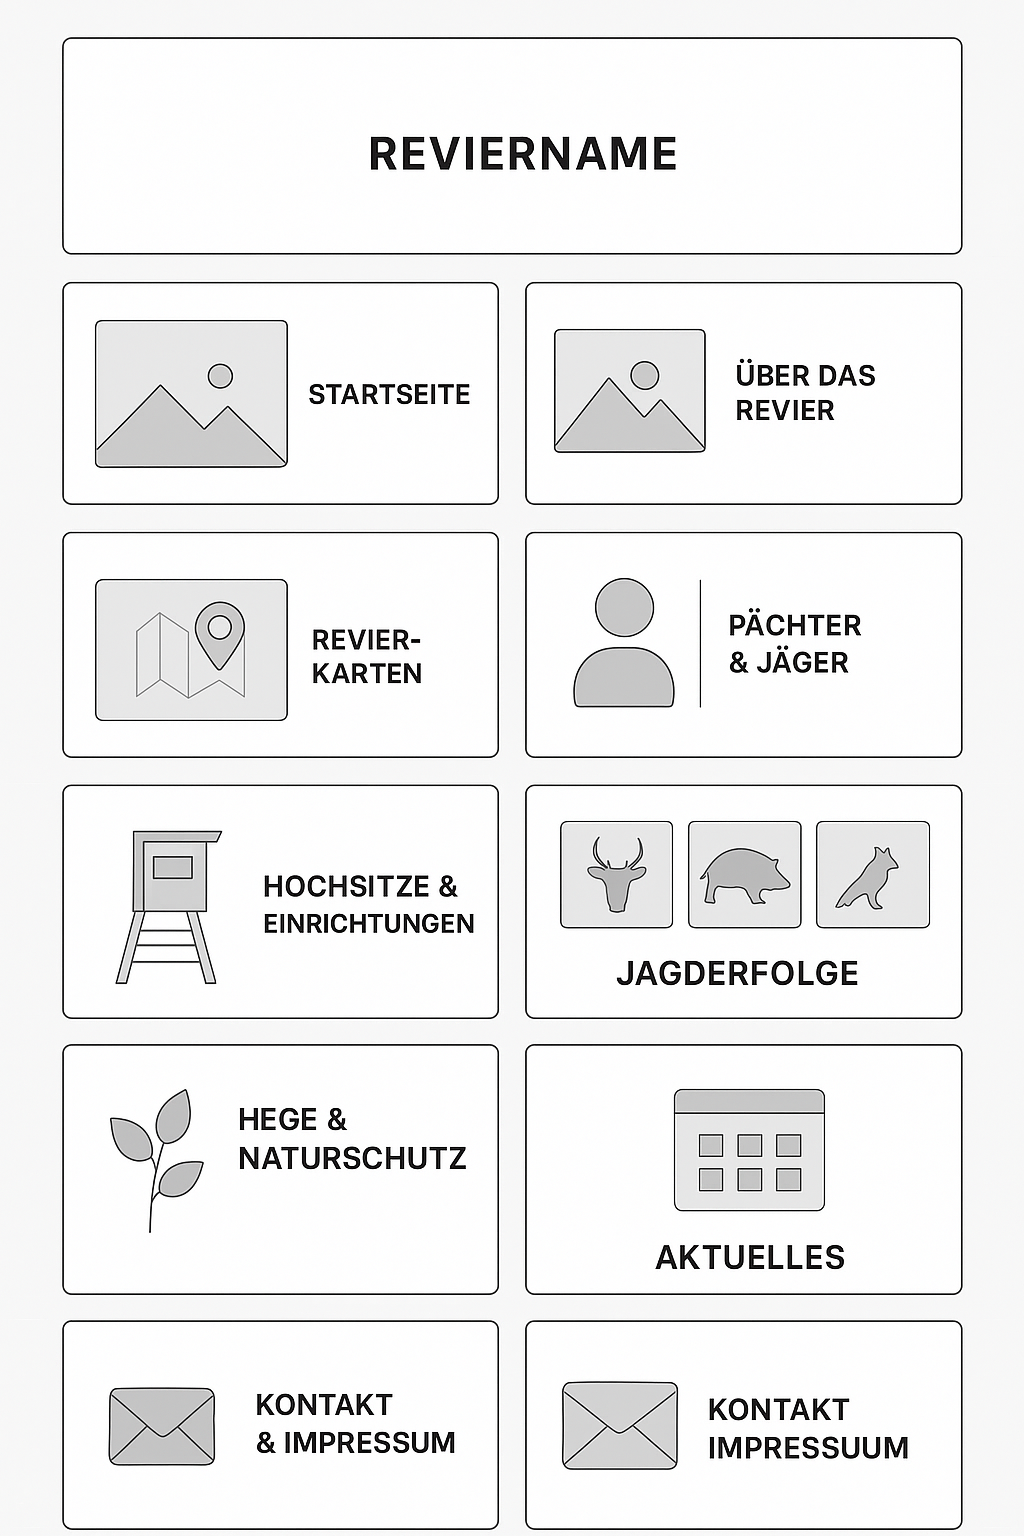 REVIERNAME
STARTSEITE
ÜBER DAS
REVIER
REVIER-
KARTEN
PÄCHTER
& JÄGER
HOCHSITZE &
EINRICHTUNGEN
JAGDERFOLGE
HEGE &
NATURSCHUTZ
AKTUELLES
KONTAKT
& IMPRESSUM
KONTAKT
IMPRESSUUM